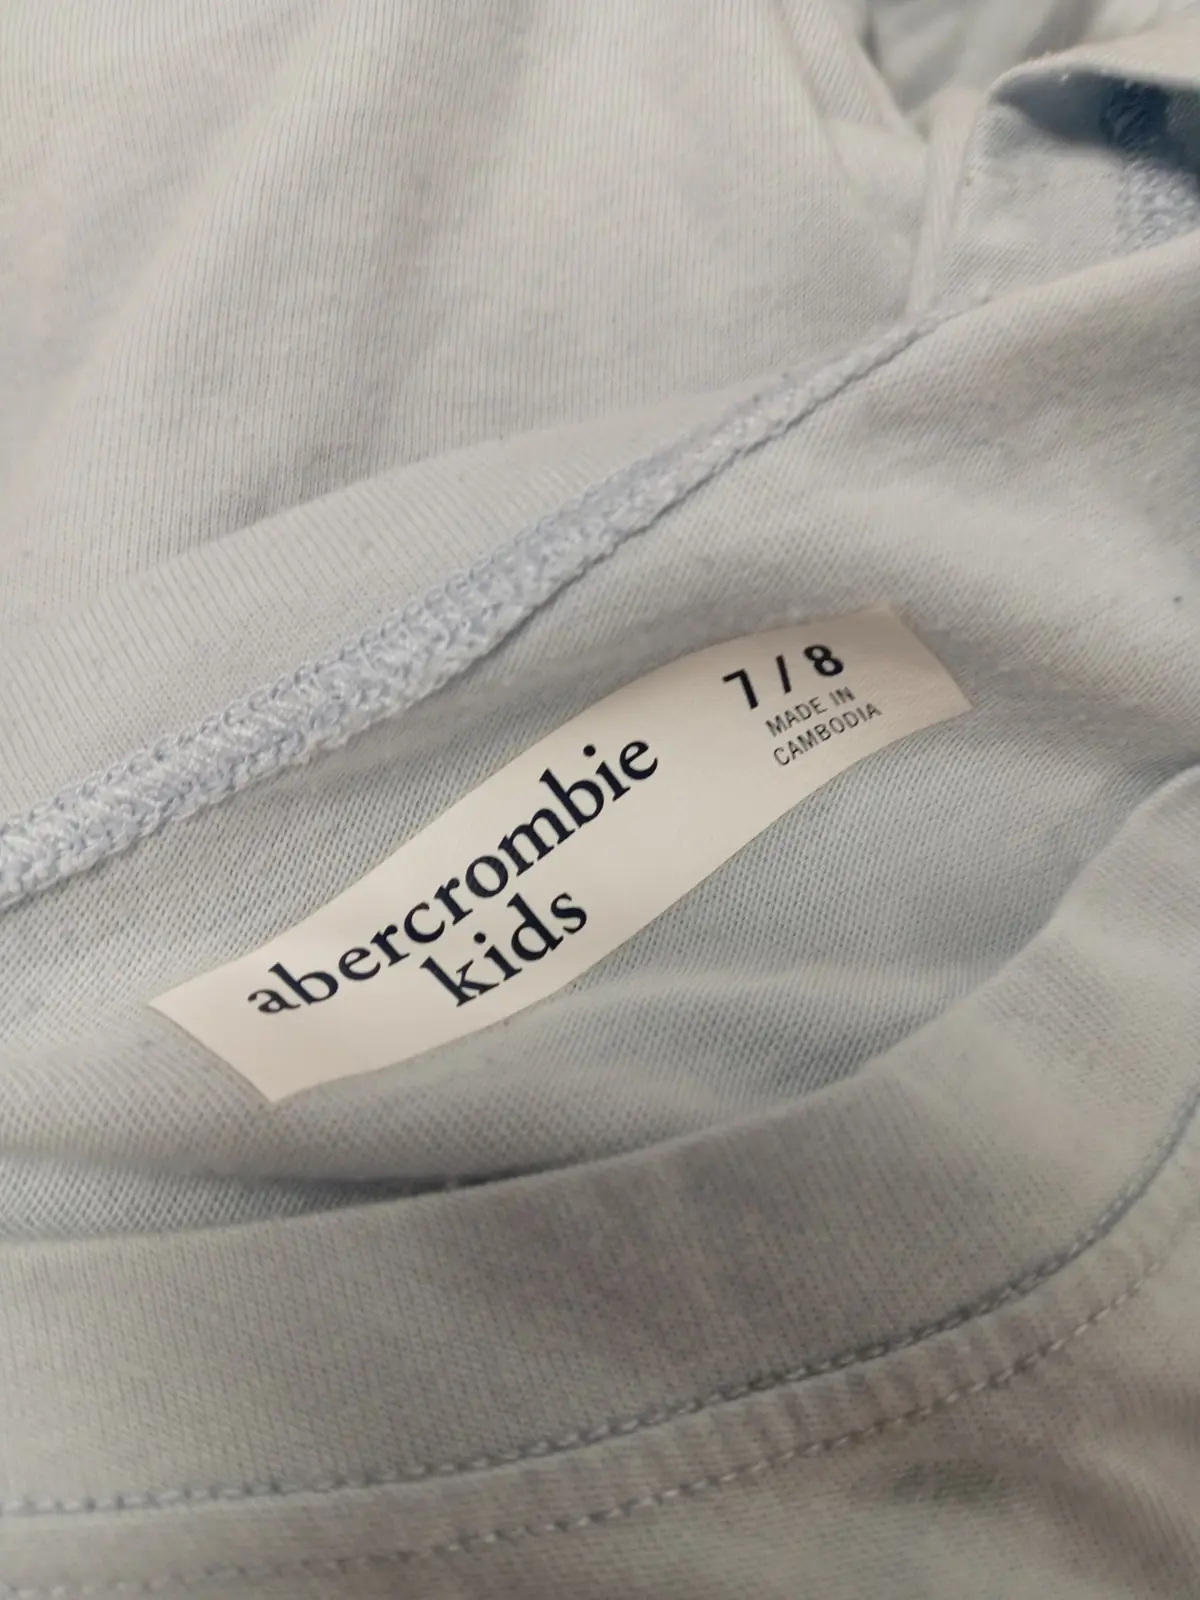 abercrombie
kids
7/8
MADE IN
CAMBODIA